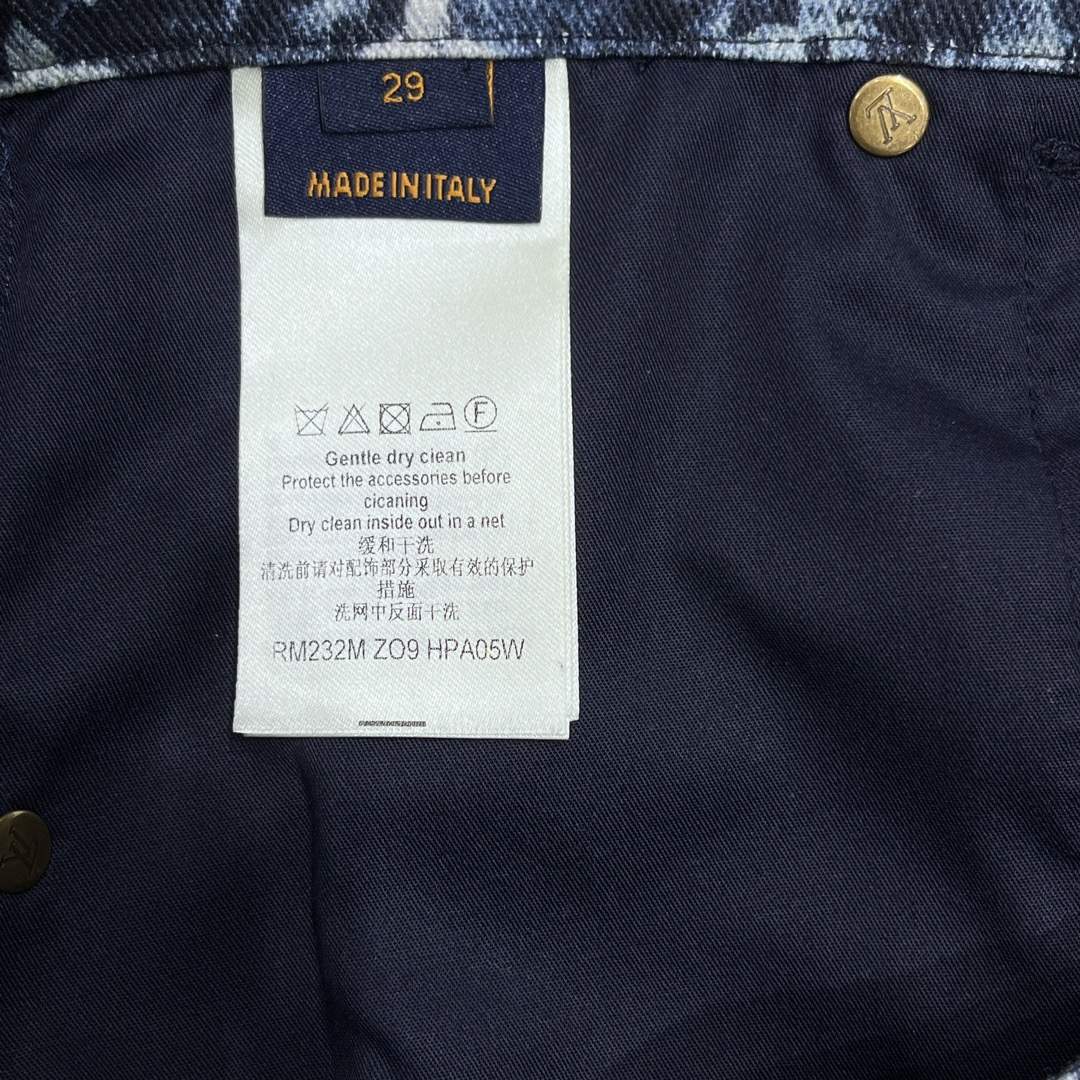 29
MADE IN ITALY
LV
F
Gentle dry clean
Protect the accessories before
cicaning
Dry clean inside out in a net
缓和干洗
清洗前请对配饰部分采取有效的保护
措施
洗网中反面干洗
RM232M ZO9 HPA05W
LV